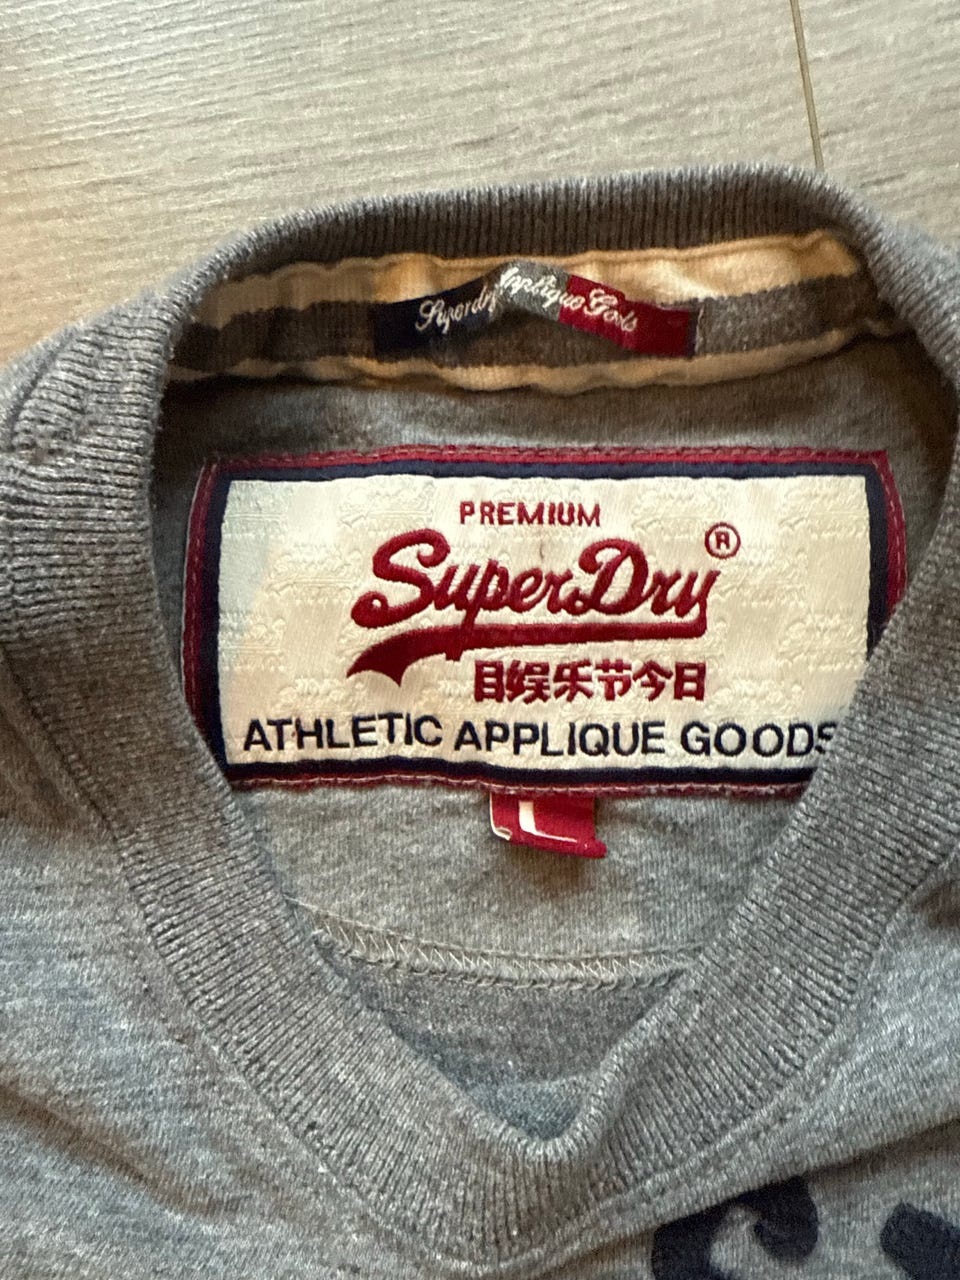 Superdry Applique Goods
PREMIUM
SuperDry®
目娱乐节今日
ATHLETIC APPLIQUE GOODS
L